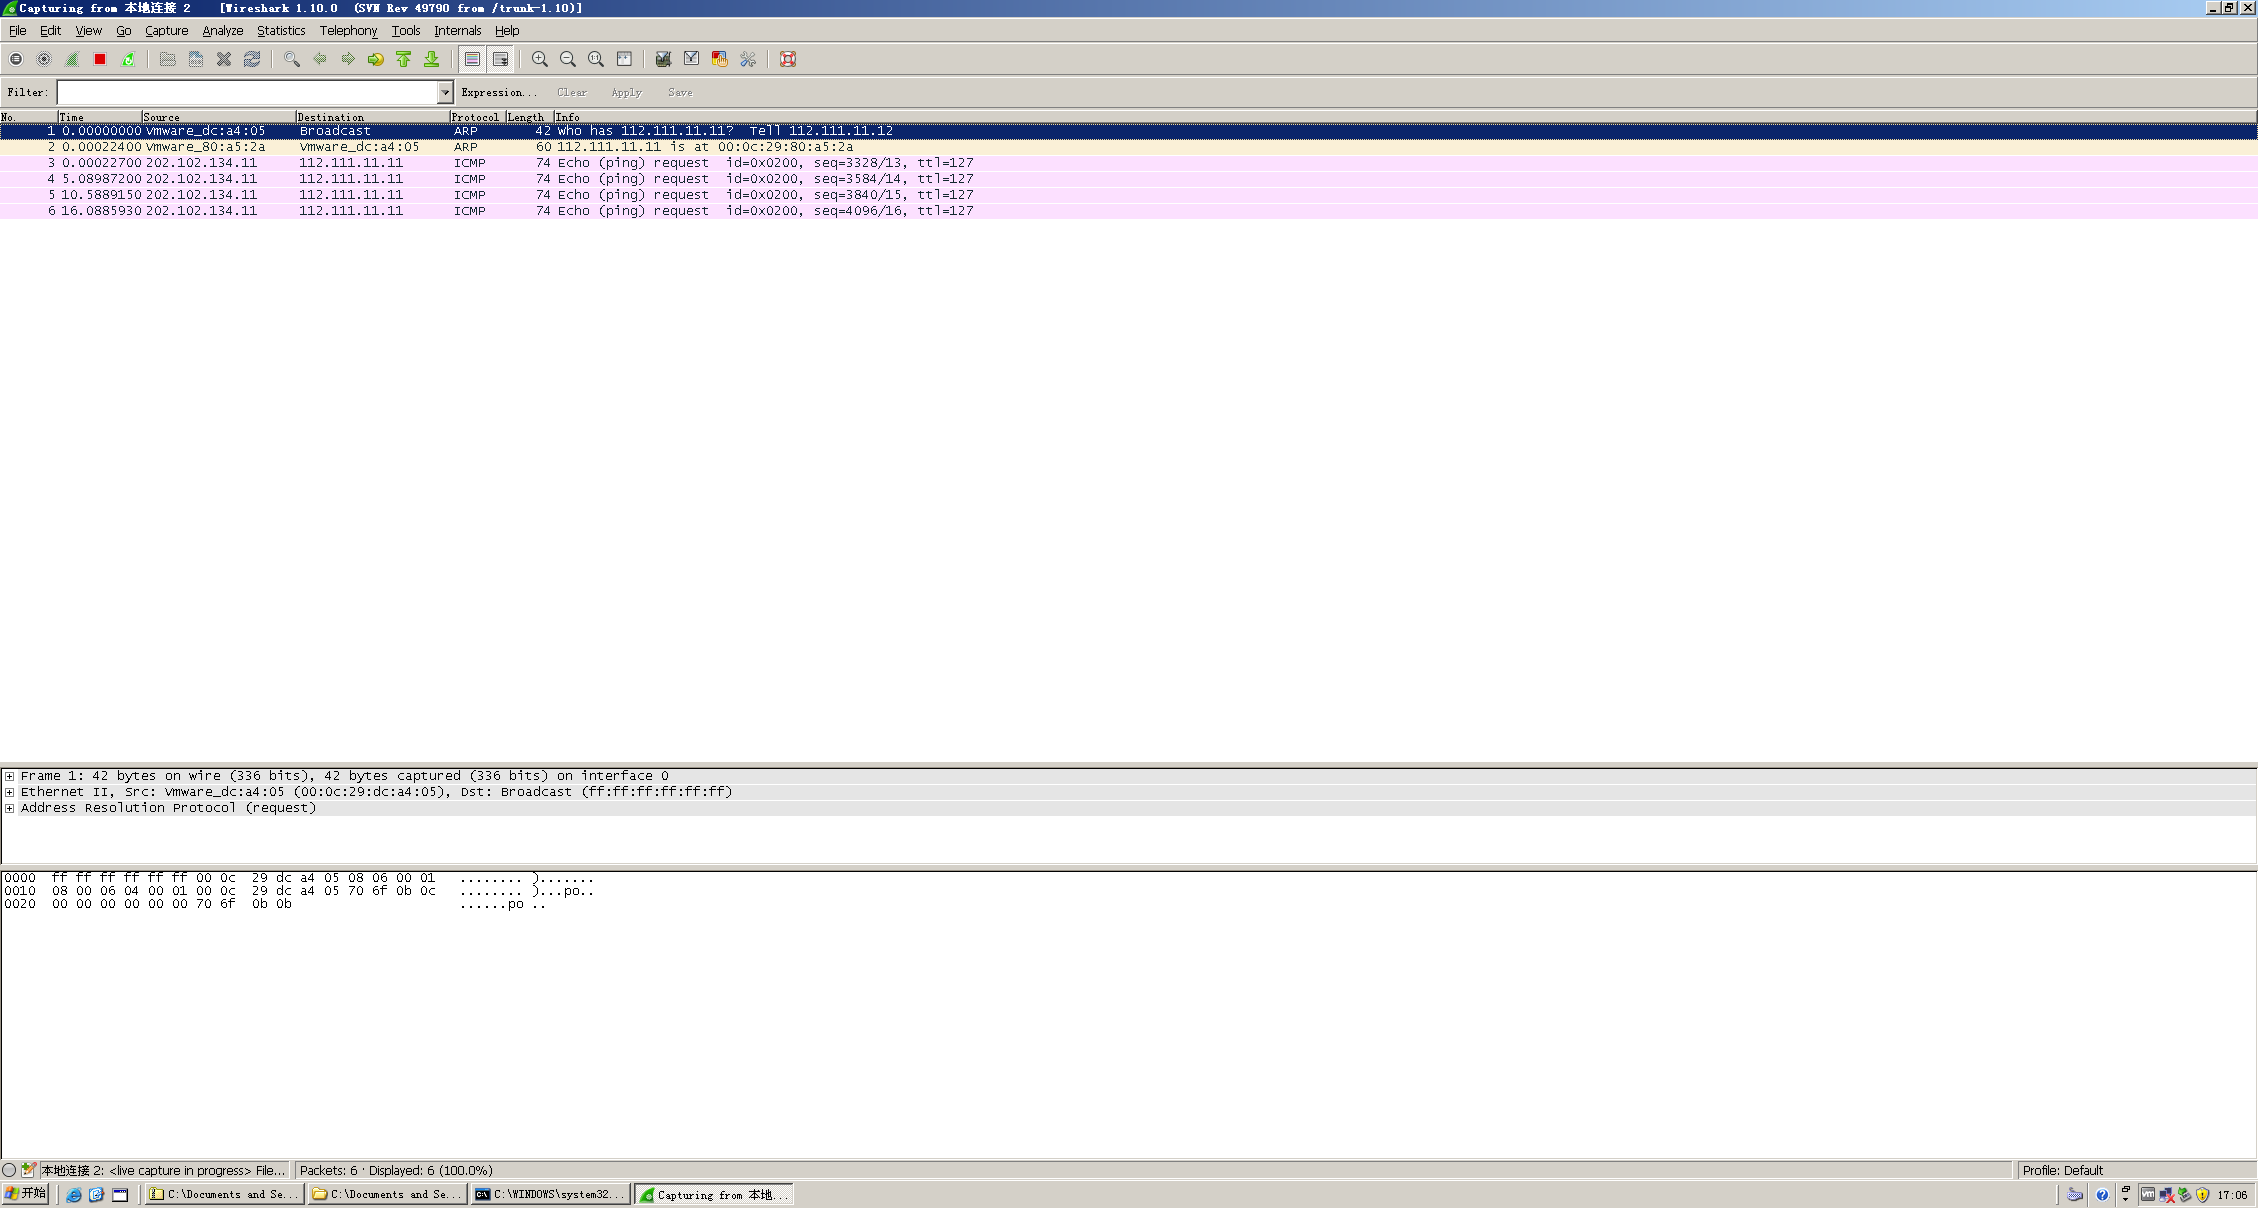 Capturing from 本地连接 2    [Wireshark 1.10.0  (SVN Rev 49790 from /trunk-1.10)]
File Edit View Go Capture Analyze Statistics Telephony Tools Internals Help
Filter: Expression... Clear Apply Save
No. Time Source Destination Protocol Length Info
1 0.00000000 Vmware_dc:a4:05 Broadcast ARP 42 Who has 112.111.11.11?  Tell 112.111.11.12
2 0.00022400 Vmware_80:a5:2a Vmware_dc:a4:05 ARP 60 112.111.11.11 is at 00:0c:29:80:a5:2a
3 0.00022700 202.102.134.11 112.111.11.11 ICMP 74 Echo (ping) request  id=0x0200, seq=3328/13, ttl=127
4 5.08987200 202.102.134.11 112.111.11.11 ICMP 74 Echo (ping) request  id=0x0200, seq=3584/14, ttl=127
5 10.5889150 202.102.134.11 112.111.11.11 ICMP 74 Echo (ping) request  id=0x0200, seq=3840/15, ttl=127
6 16.0885930 202.102.134.11 112.111.11.11 ICMP 74 Echo (ping) request  id=0x0200, seq=4096/16, ttl=127
Frame 1: 42 bytes on wire (336 bits), 42 bytes captured (336 bits) on interface 0
Ethernet II, Src: Vmware_dc:a4:05 (00:0c:29:dc:a4:05), Dst: Broadcast (ff:ff:ff:ff:ff:ff)
Address Resolution Protocol (request)
0000  ff ff ff ff ff ff 00 0c  29 dc a4 05 08 06 00 01   ........ ).......
0010  08 00 06 04 00 01 00 0c  29 dc a4 05 70 6f 0b 0c   ........ )...po..
0020  00 00 00 00 00 00 70 6f  0b 0b   ......po ..
本地连接 2: <live capture in progress> File... Packets: 6 · Displayed: 6 (100.0%) Profile: Default
开始 C:\Documents and Se... C:\Documents and Se... C:\WINDOWS\system32... Capturing from 本地... 17:06